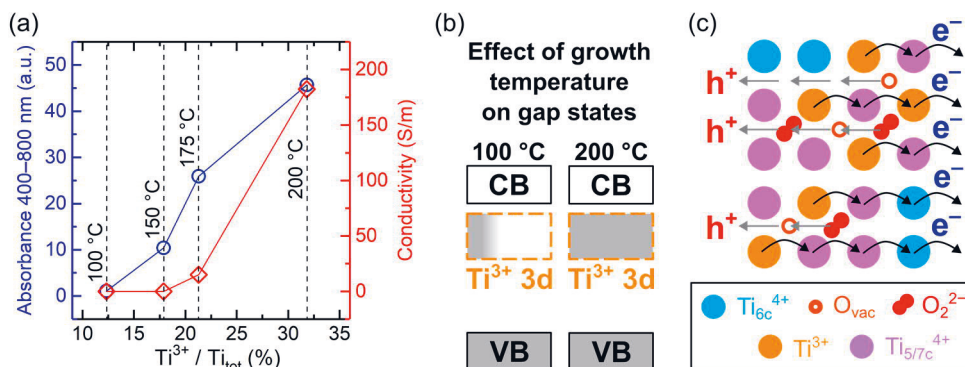 (a)
Absorbance 400–800 nm (a.u.)
50
40
30
20
10
0
100 °C
150 °C
175 °C
200 °C
200
150
100
50
0
Conductivity (S/m)
10 15 20 25 30 35
Ti³⁺ / Ti_tot (%)
(b)
Effect of growth
temperature
on gap states
100 °C 200 °C
CB CB
Ti³⁺ 3d Ti³⁺ 3d
VB VB
(c)
e⁻
h⁺ e⁻
h⁺ e⁻
e⁻
e⁻
h⁺ e⁻
Ti₆c⁴⁺ O_vac O₂²⁻
Ti³⁺ Ti₅/₇c⁴⁺